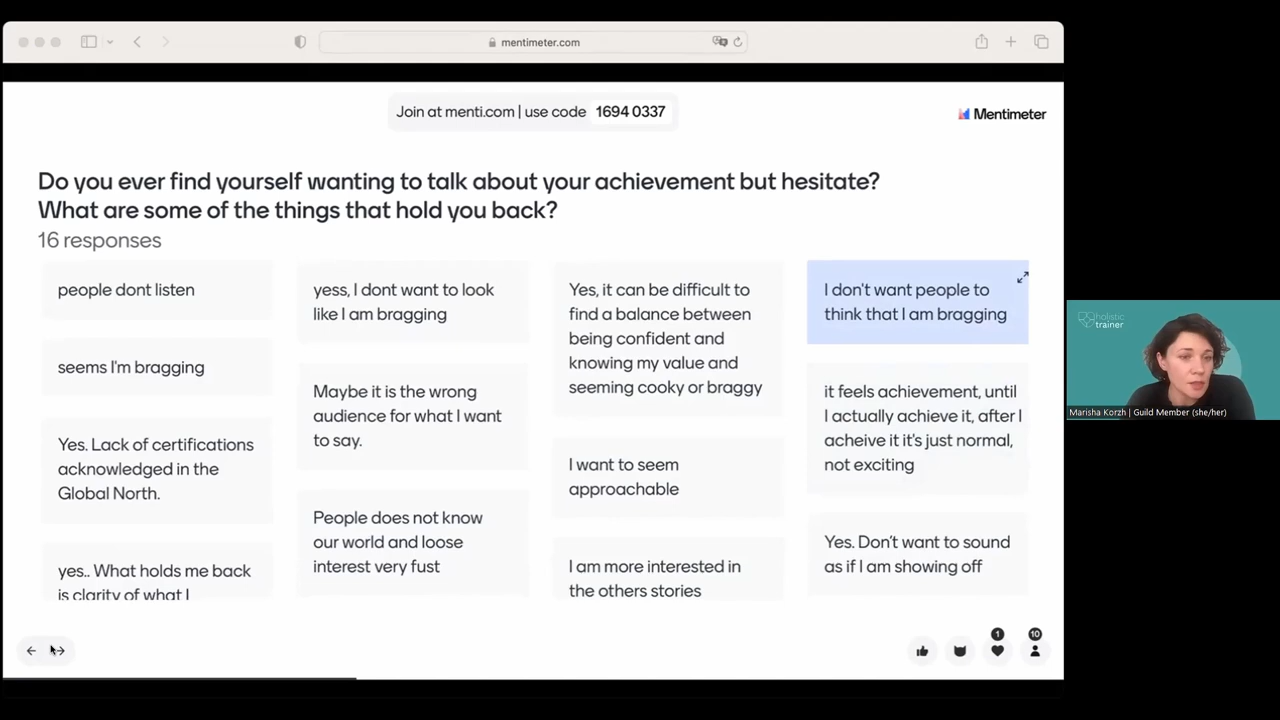 mentimeter.com
Join at menti.com | use code 1694 0337
Mentimeter
Do you ever find yourself wanting to talk about your achievement but hesitate?
What are some of the things that hold you back?
16 responses
people dont listen
seems I'm bragging
Yes. Lack of certifications
acknowledged in the
Global North.
yes.. What holds me back
is clarity of what I
yess, I dont want to look
like I am bragging
Maybe it is the wrong
audience for what I want
to say.
People does not know
our world and loose
interest very fust
Yes, it can be difficult to
find a balance between
being confident and
knowing my value and
seeming cooky or braggy
I want to seem
approachable
I am more interested in
the others stories
I don't want people to
think that I am bragging
it feels achievement, until
I actually achieve it, after I
acheive it it's just normal,
not exciting
Yes. Don't want to sound
as if I am showing off
1
10
holistic
trainer
Marisha Korzh | Guild Member (she/her)